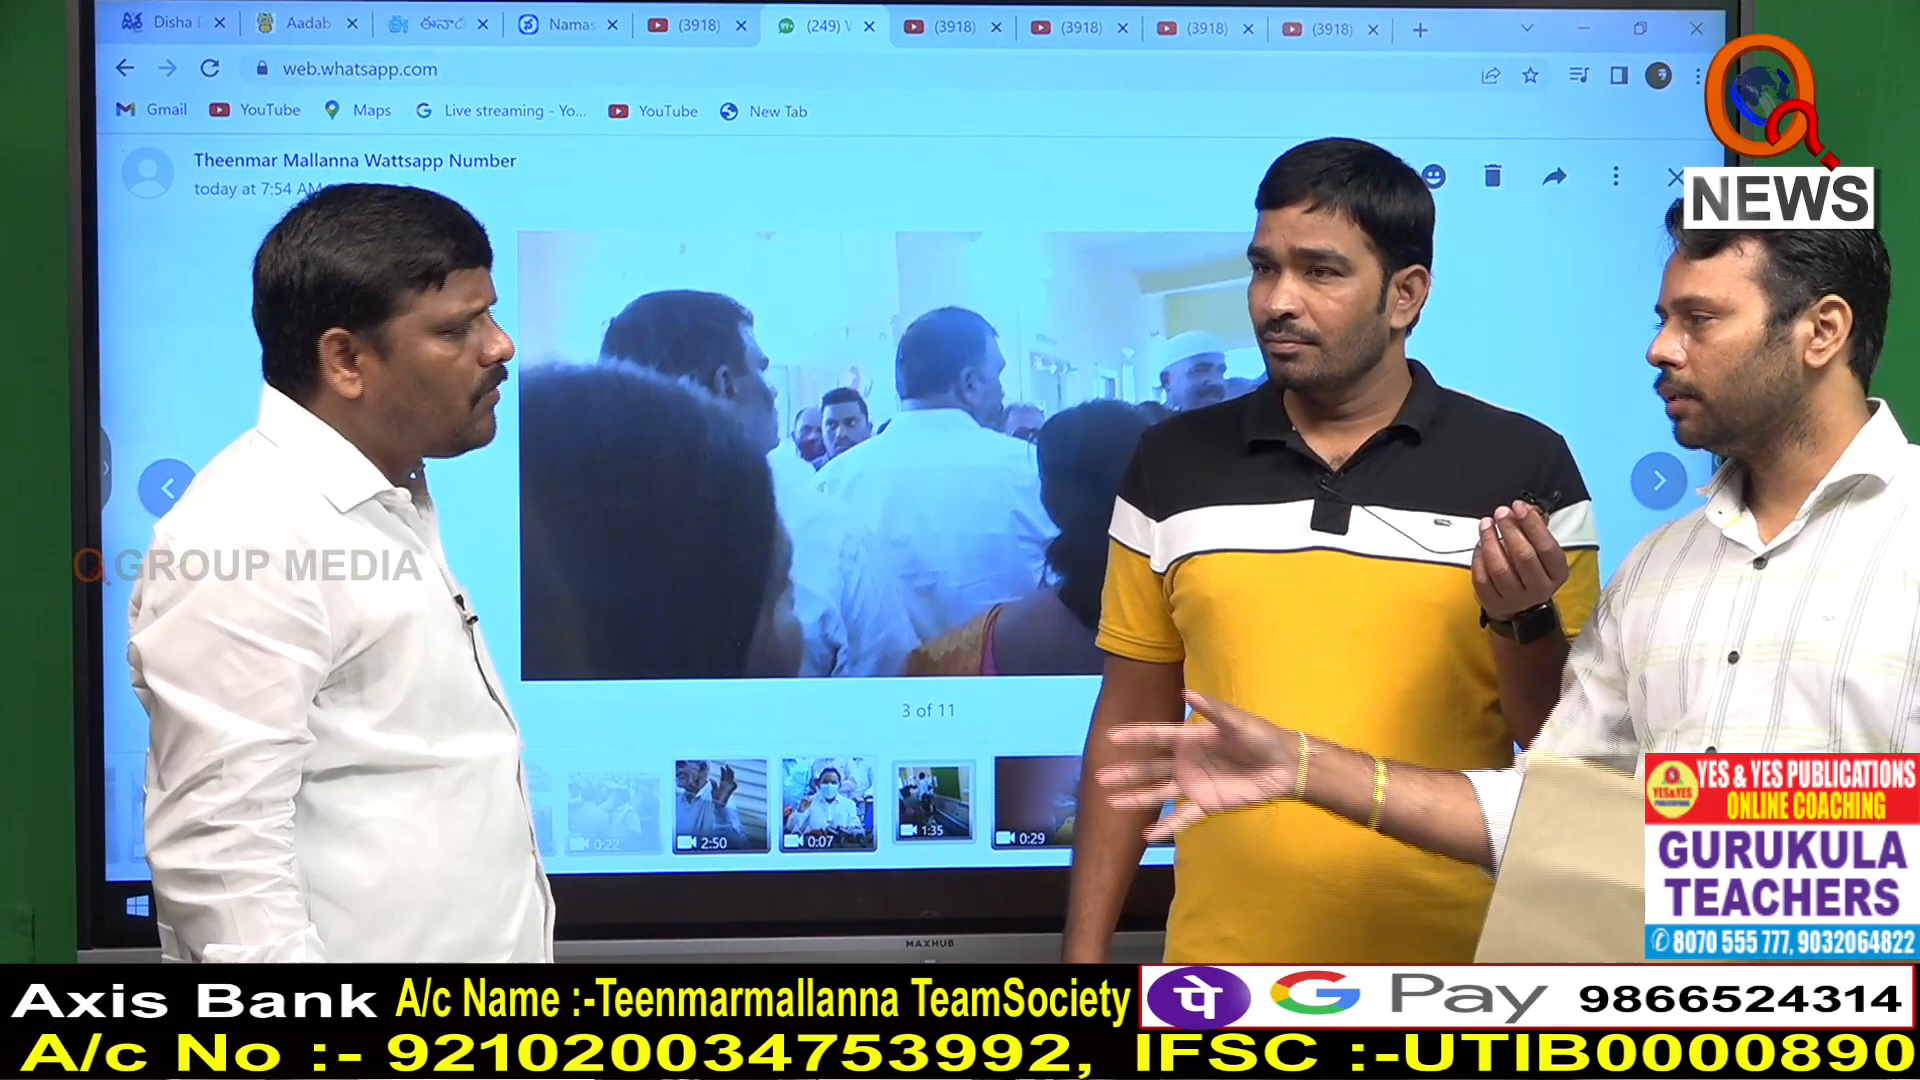 దిశ Disha
Aadab
ఈనాడ
Namas
(3918)
(249) W
(3918)
(3918)
(3918)
(3918)
web.whatsapp.com
Gmail
YouTube
Maps
Live streaming - Yo...
YouTube
New Tab
Theenmar Mallanna Wattsapp Number
today at 7:54 AM
Q
NEWS
Q GROUP MEDIA
3 of 11
0:22
2:50
0:07
1:35
0:29
MAXHUB
YES & YES PUBLICATIONS
ONLINE COACHING
YES&YES
GURUKULA
TEACHERS
8070 555 777, 9032064822
Axis Bank A/c Name :-Teenmarmallanna TeamSociety
पे G Pay 9866524314
A/c No :- 921020034753992, IFSC :-UTIB0000890